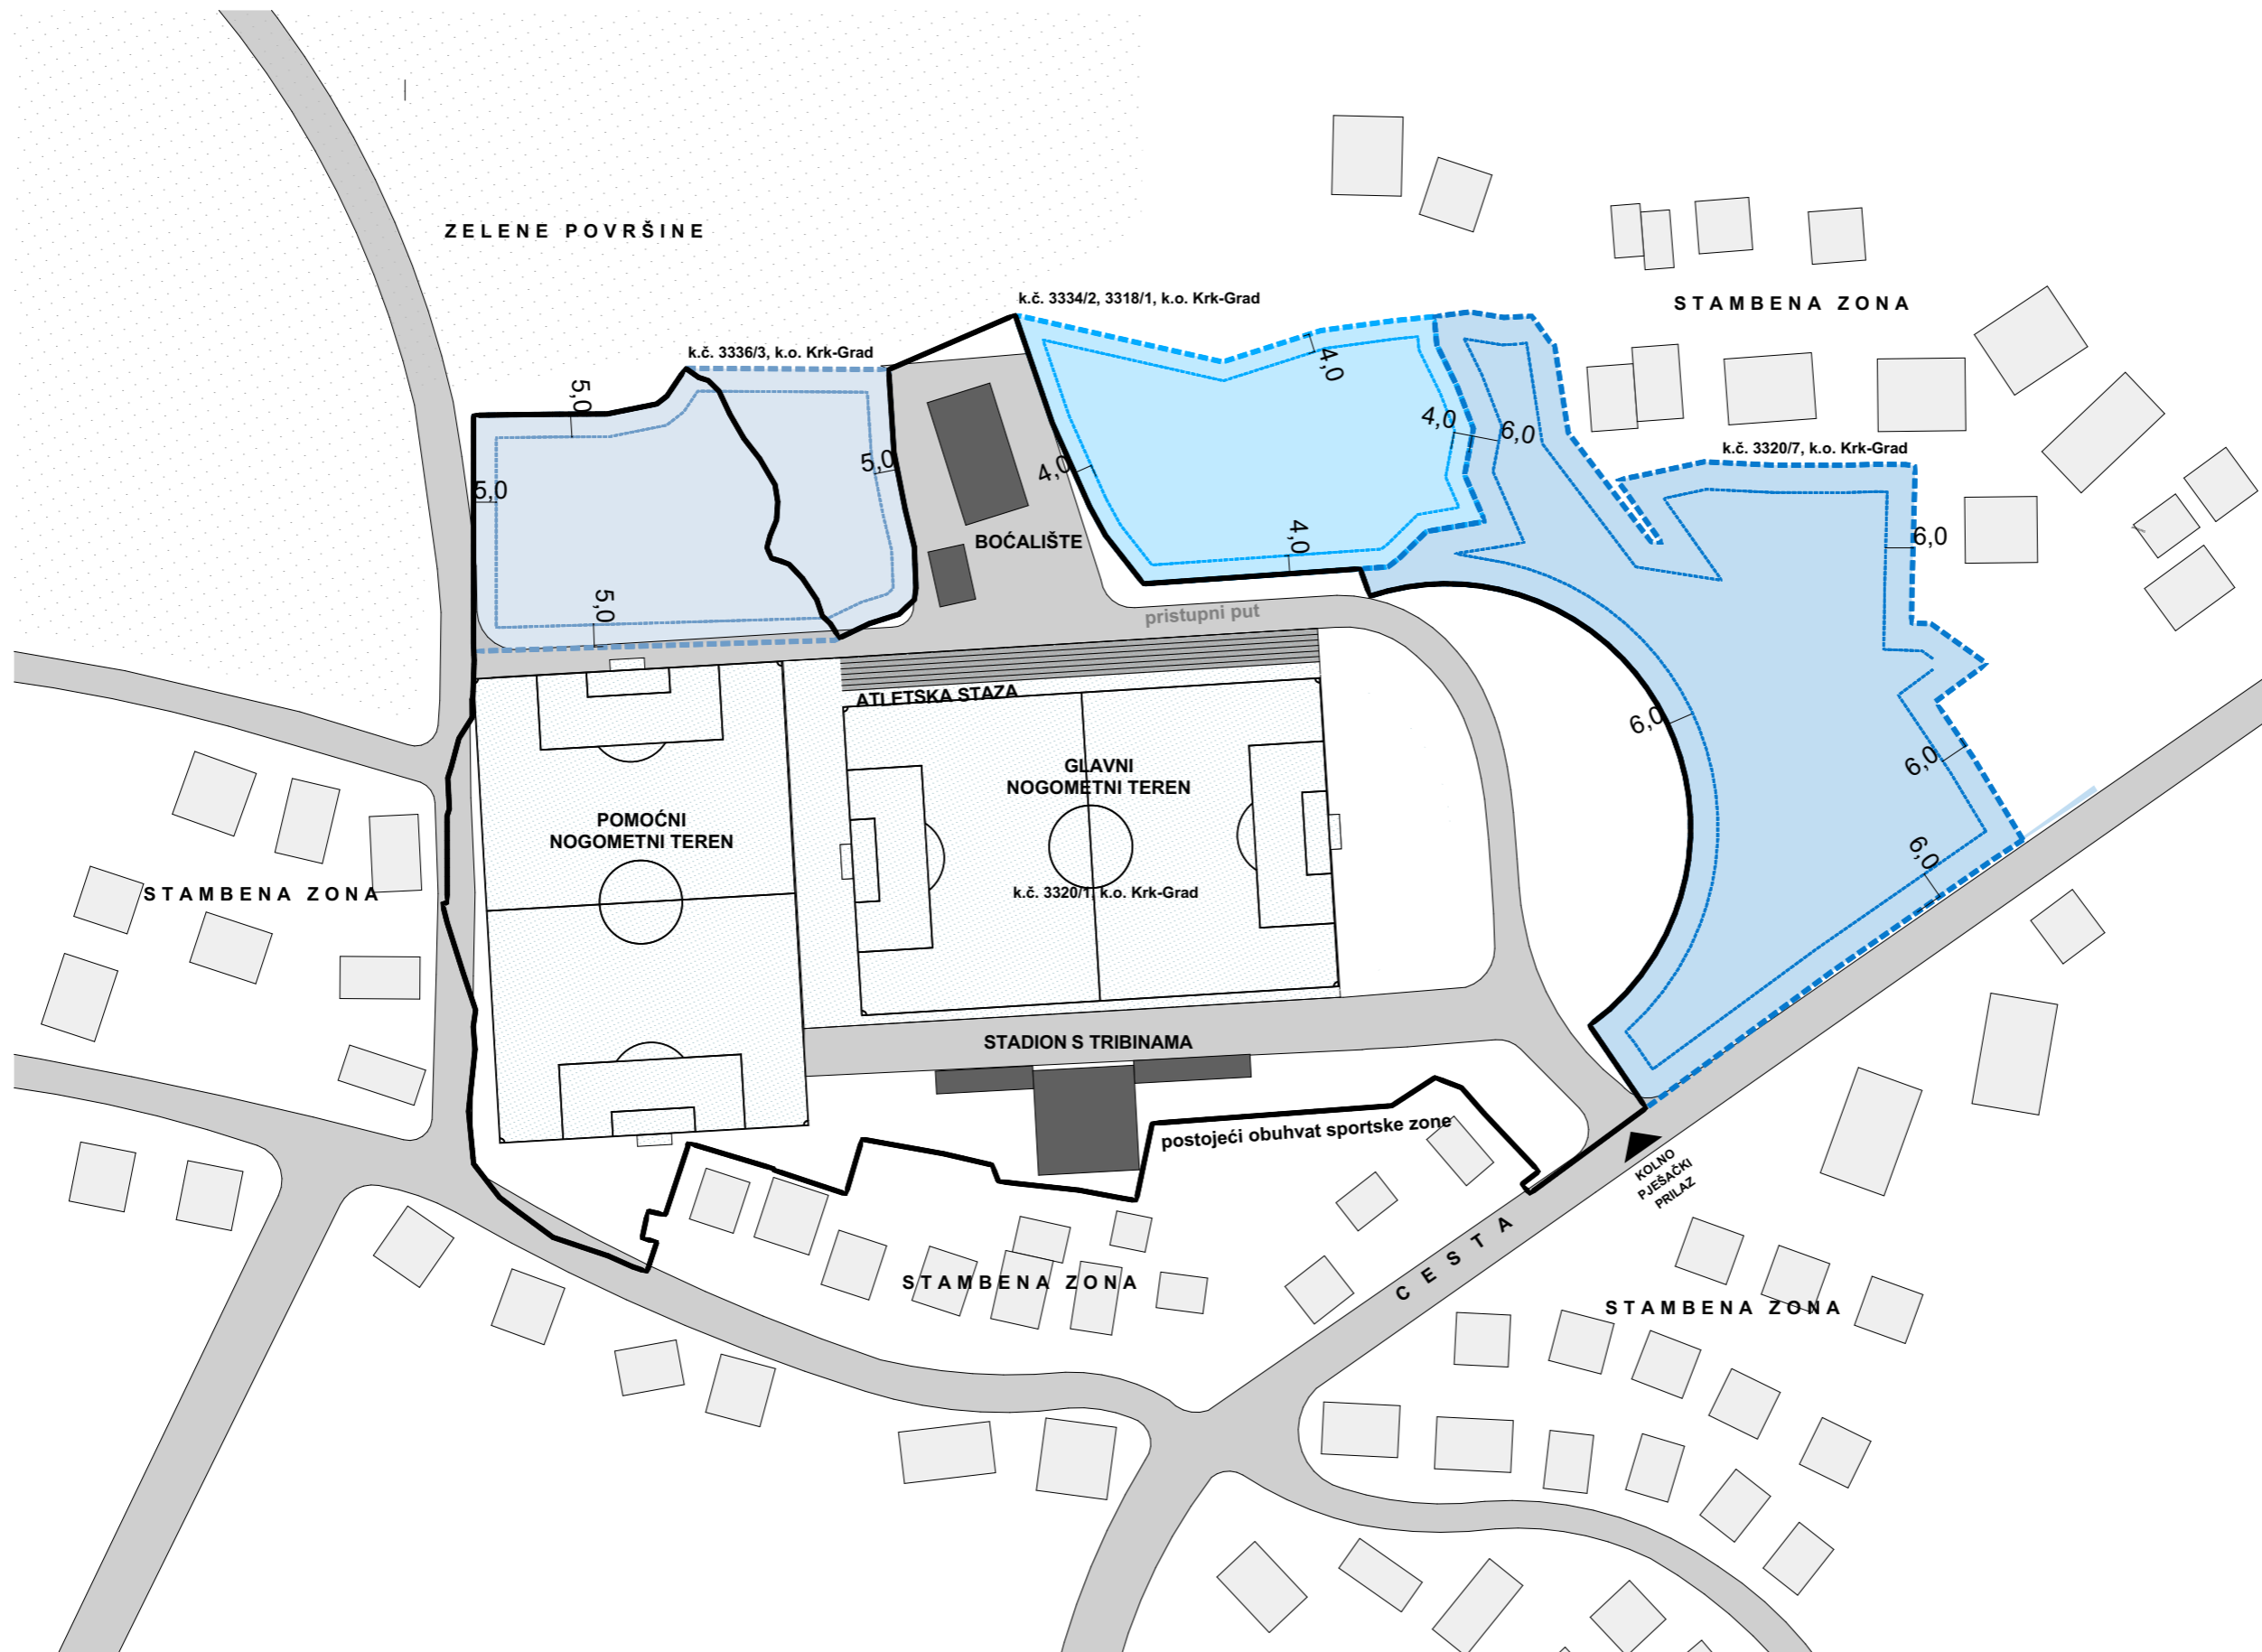 ZELENE POVRŠINE
k.č. 3334/2, 3318/1, k.o. Krk-Grad
STAMBENA ZONA
k.č. 3336/3, k.o. Krk-Grad
4,0
5,0
4,0
6,0
k.č. 3320/7, k.o. Krk-Grad
5,0
4,0
5,0
4,0
6,0
BOĆALIŠTE
5,0
pristupni put
ATLETSKA STAZA
6,0
6,0
GLAVNI
NOGOMETNI TEREN
POMOĆNI
NOGOMETNI TEREN
6,0
STAMBENA ZONA
k.č. 3320/1, k.o. Krk-Grad
STADION S TRIBINAMA
postojeći obuhvat sportske zone
KOLNO
PJEŠAČKI
PRILAZ
CESTA
STAMBENA ZONA
STAMBENA ZONA